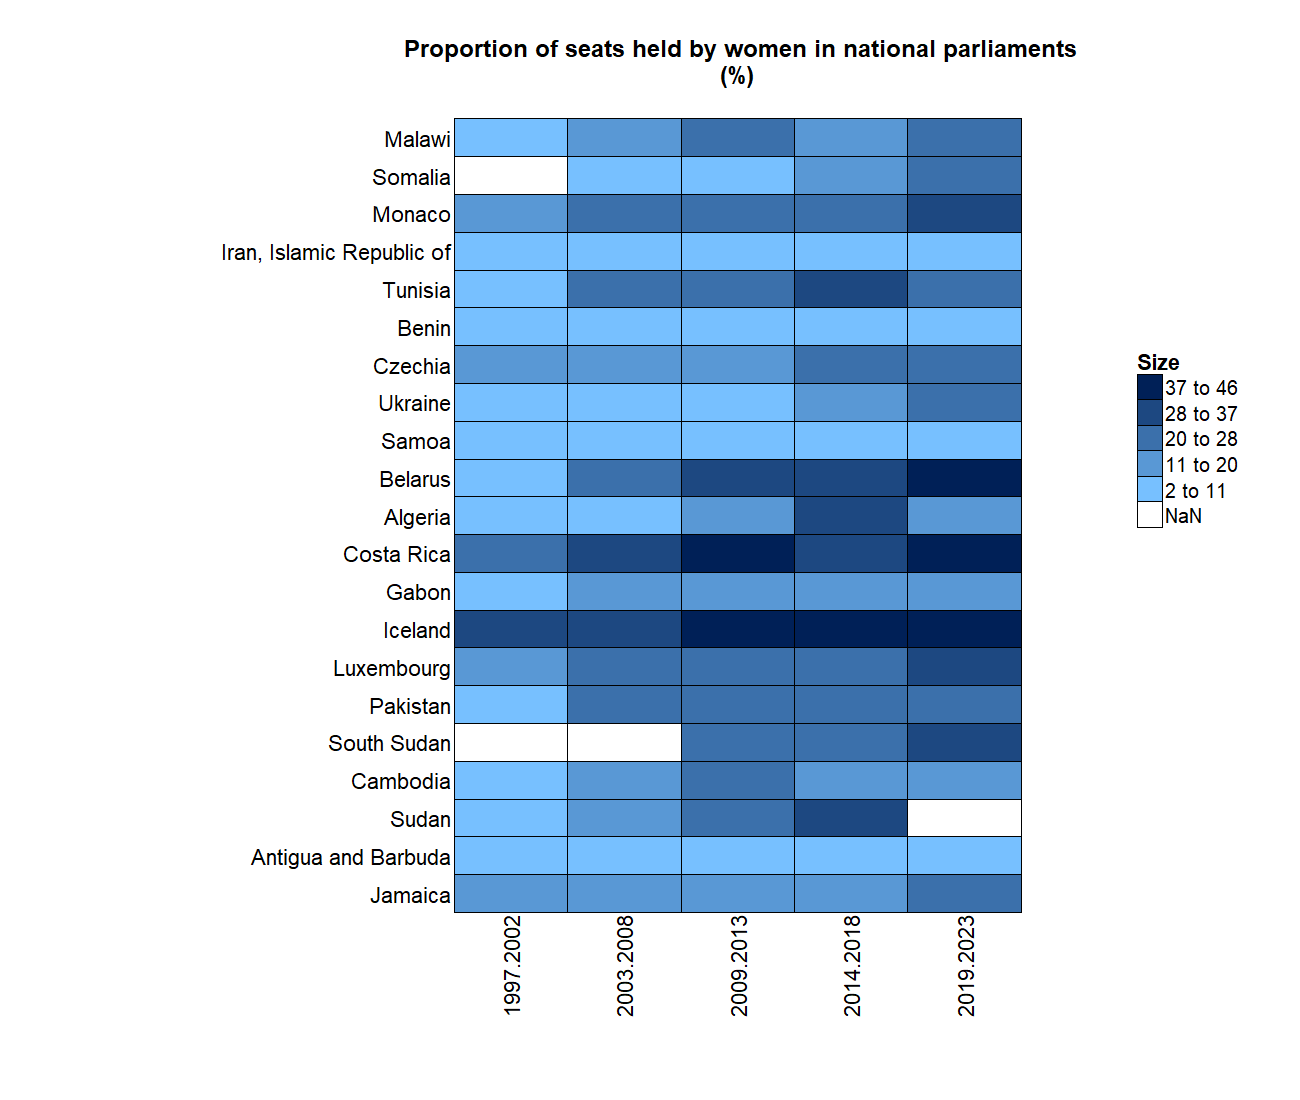 Proportion of seats held by women in national parliaments
(%)
Malawi
Somalia
Monaco
Iran, Islamic Republic of
Tunisia
Benin
Czechia
Ukraine
Samoa
Belarus
Algeria
Costa Rica
Gabon
Iceland
Luxembourg
Pakistan
South Sudan
Cambodia
Sudan
Antigua and Barbuda
Jamaica
1997.2002
2003.2008
2009.2013
2014.2018
2019.2023
Size
37 to 46
28 to 37
20 to 28
11 to 20
2 to 11
NaN